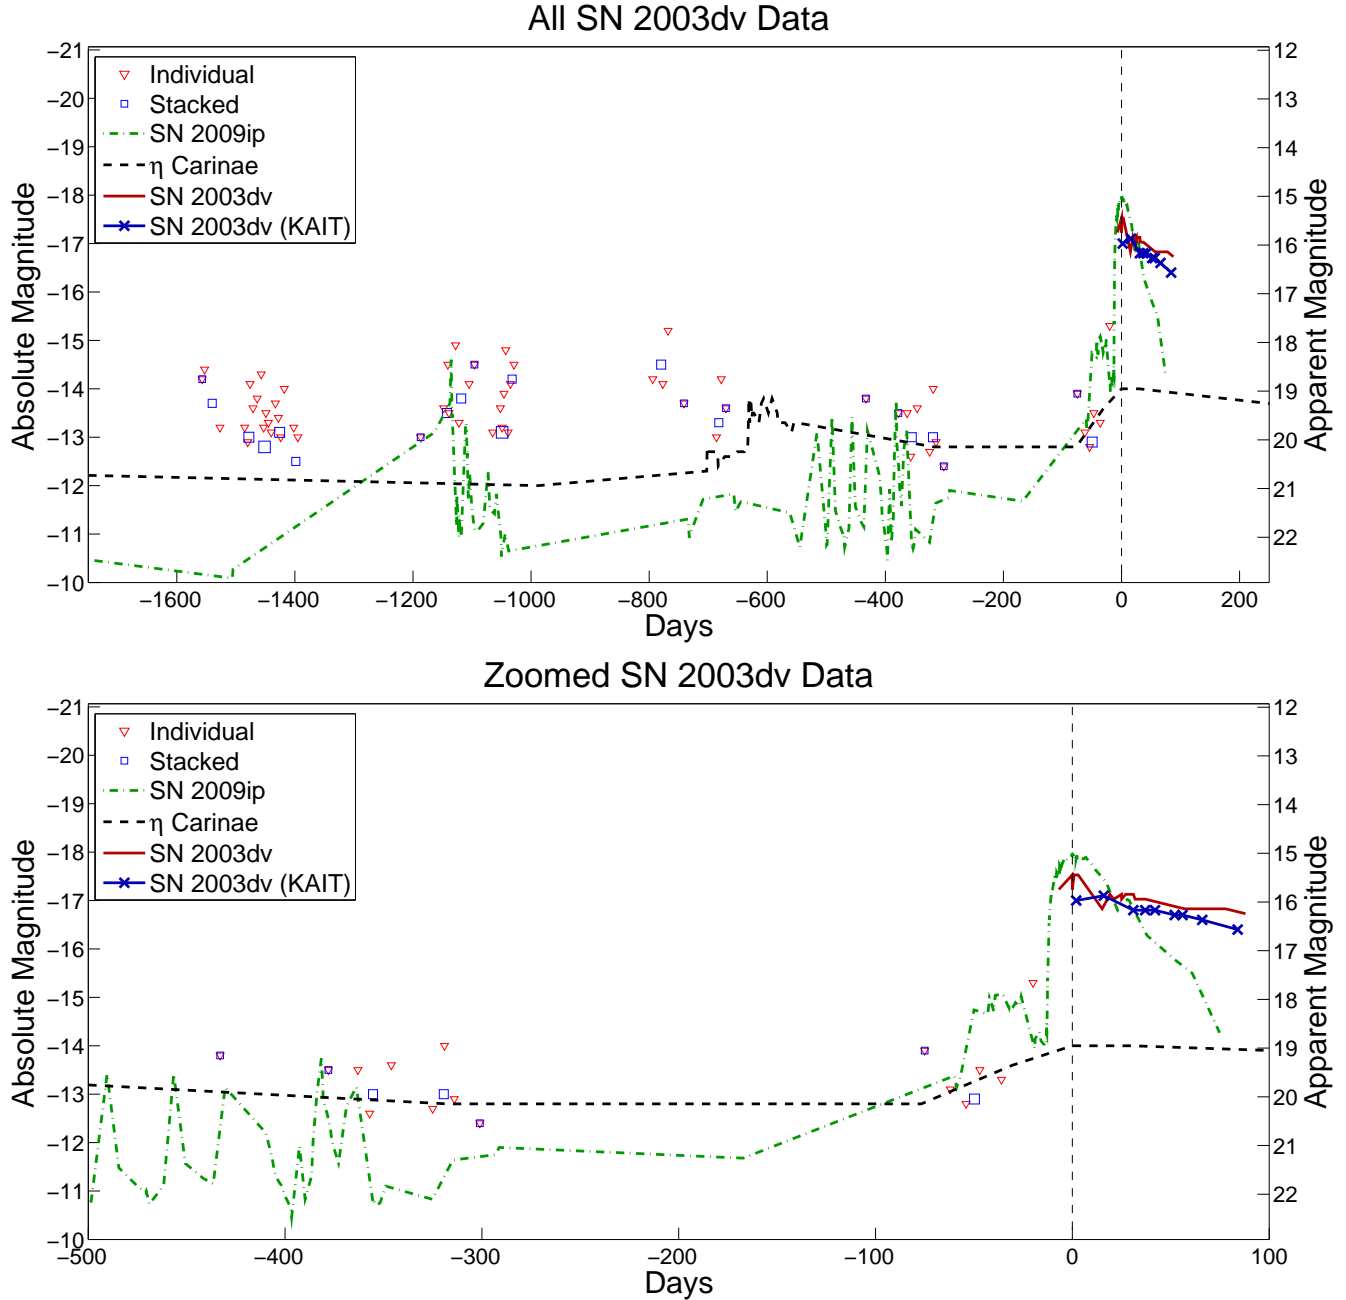 All SN 2003dv Data
−21
−20
−19
−18
−17
−16
−15
−14
−13
−12
−11
−10
Absolute Magnitude
Individual
Stacked
SN 2009ip
η Carinae
SN 2003dv
SN 2003dv (KAIT)
12
13
14
15
16
17
18
19
20
21
22
Apparent Magnitude
−1600 −1400 −1200 −1000 −800 −600 −400 −200 0 200
Days
Zoomed SN 2003dv Data
−21
−20
−19
−18
−17
−16
−15
−14
−13
−12
−11
−10
Absolute Magnitude
Individual
Stacked
SN 2009ip
η Carinae
SN 2003dv
SN 2003dv (KAIT)
12
13
14
15
16
17
18
19
20
21
22
Apparent Magnitude
−500 −400 −300 −200 −100 0 100
Days